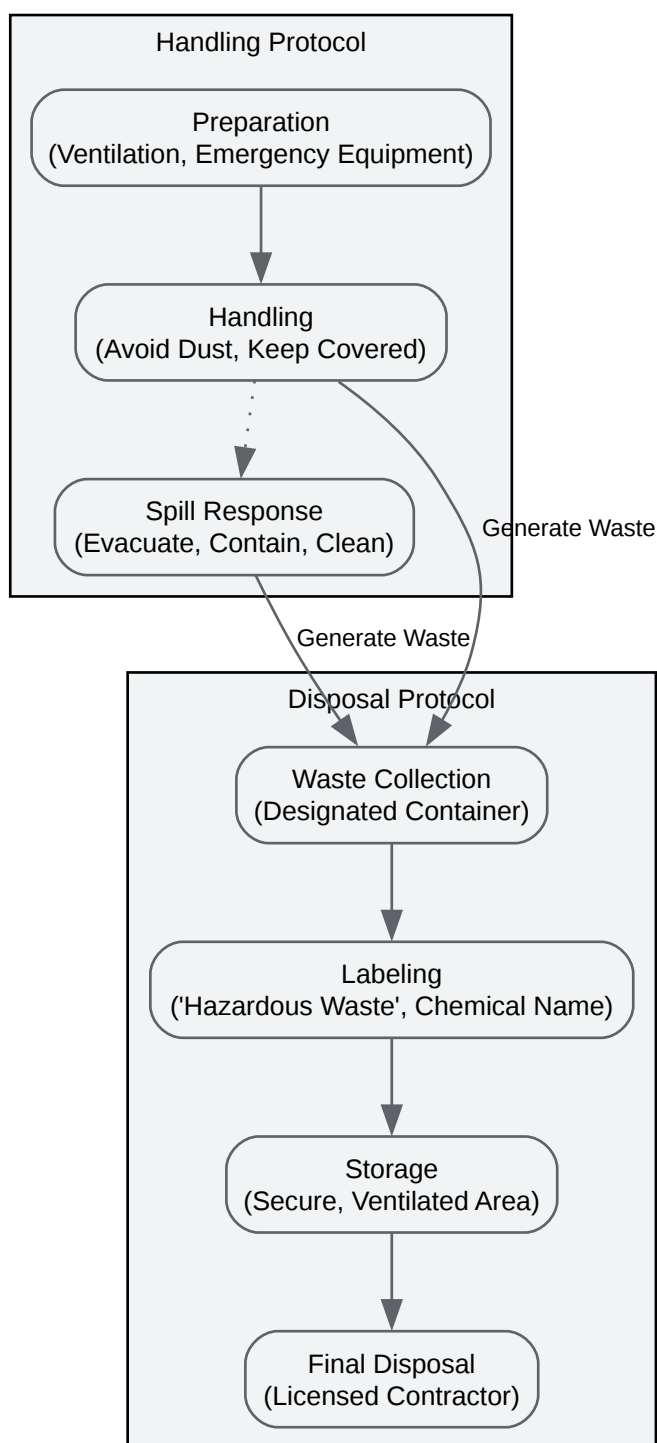 Handling Protocol
Preparation
(Ventilation, Emergency Equipment)
Handling
(Avoid Dust, Keep Covered)
Spill Response
(Evacuate, Contain, Clean)
Generate Waste
Generate Waste
Disposal Protocol
Waste Collection
(Designated Container)
Labeling
('Hazardous Waste', Chemical Name)
Storage
(Secure, Ventilated Area)
Final Disposal
(Licensed Contractor)